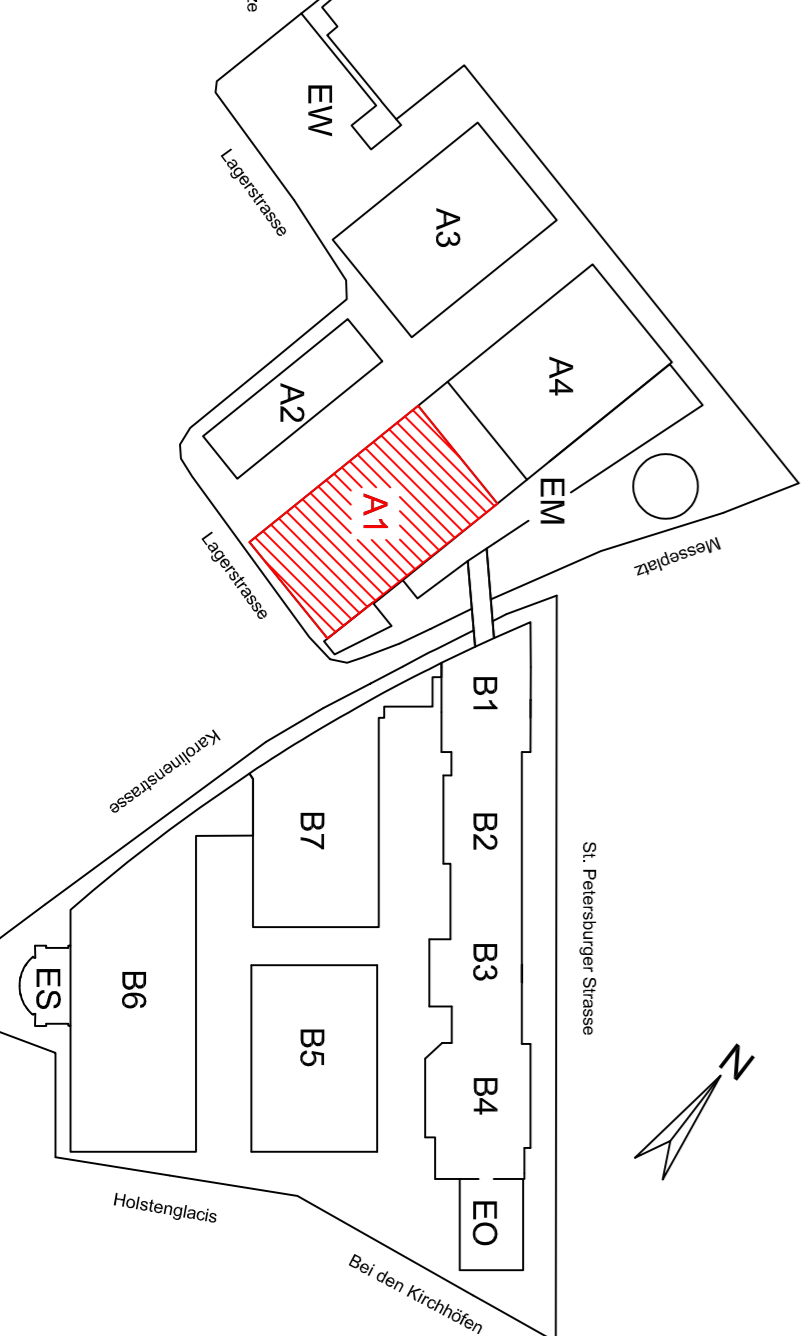 EW
Lagerstrasse
A3
A4
A2
A1
EM
Lagerstrasse
Messeplatz
B1
Karolinenstrasse
B7
B2
St. Petersburger Strasse
B3
B6
ES
B5
N
B4
Holstenglacis
EO
Bei den Kirchhöfen